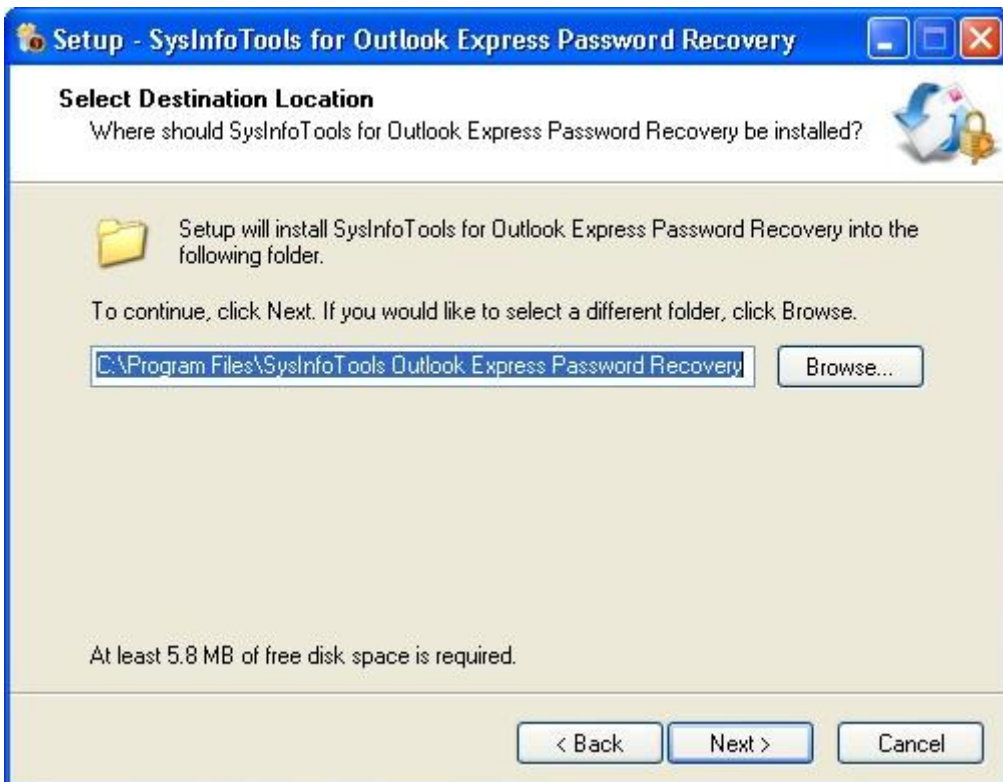 Setup - SysInfoTools for Outlook Express Password Recovery
Select Destination Location
Where should SysInfoTools for Outlook Express Password Recovery be installed?
Setup will install SysInfoTools for Outlook Express Password Recovery into the
following folder.
To continue, click Next. If you would like to select a different folder, click Browse.
C:\Program Files\SysInfoTools Outlook Express Password Recovery
Browse...
At least 5.8 MB of free disk space is required.
< Back
Next >
Cancel